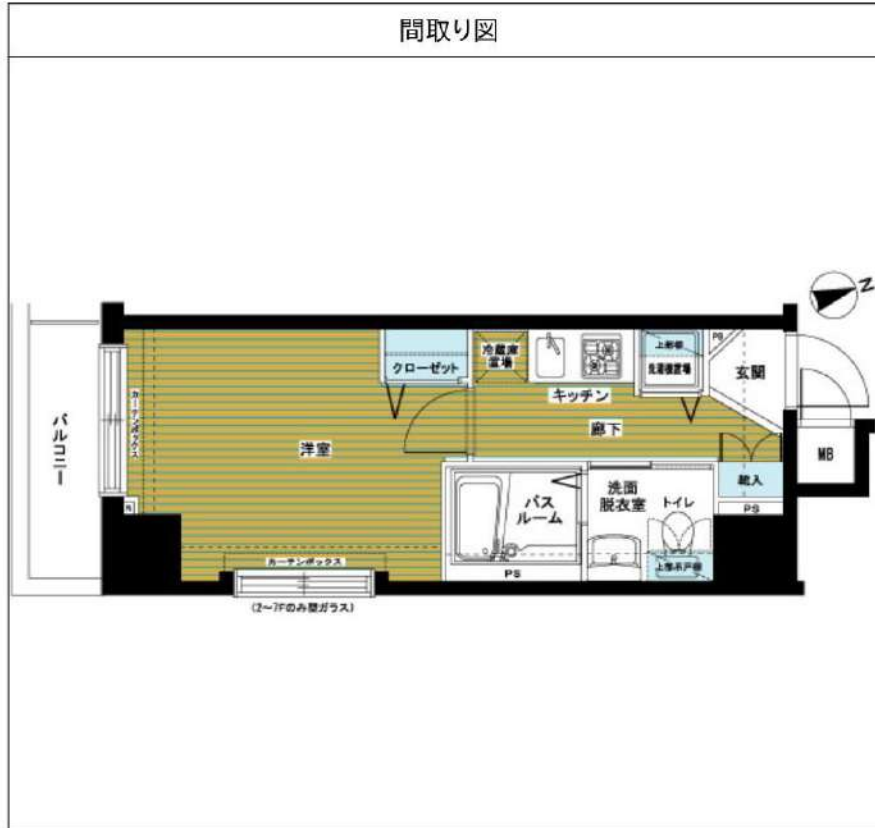 間取り図
N
冷蔵庫
置場
上部棚
洗濯機置場
PS
玄関
クローゼット
キッチン
廊下
バルコニー
カーテンボックス
洋室
MB
靴入
PS
バス
ルーム
洗面
脱衣室
トイレ
カーテンボックス
PS
上部吊戸棚
(2～7Fのみ型ガラス)